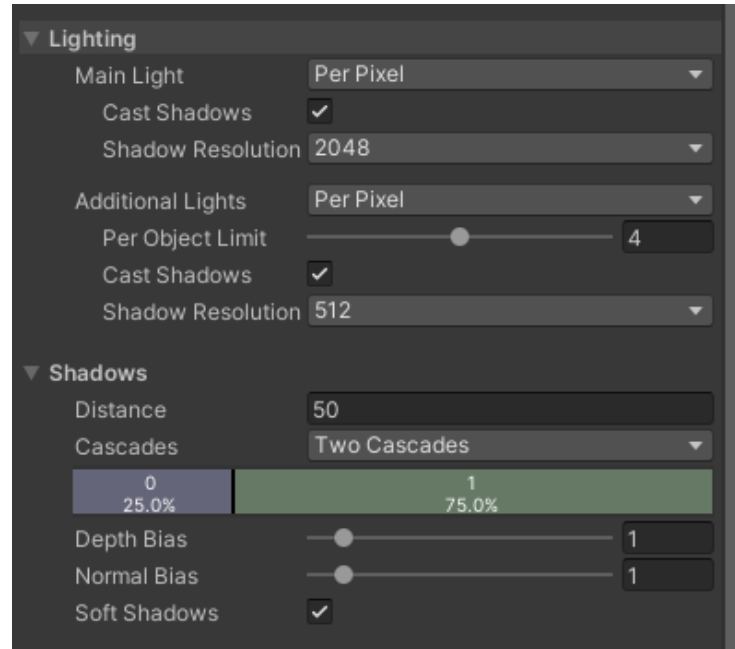 Lighting
Main Light Per Pixel
Cast Shadows
Shadow Resolution 2048
Additional Lights Per Pixel
Per Object Limit 4
Cast Shadows
Shadow Resolution 512
Shadows
Distance 50
Cascades Two Cascades
0 1
25.0% 75.0%
Depth Bias 1
Normal Bias 1
Soft Shadows